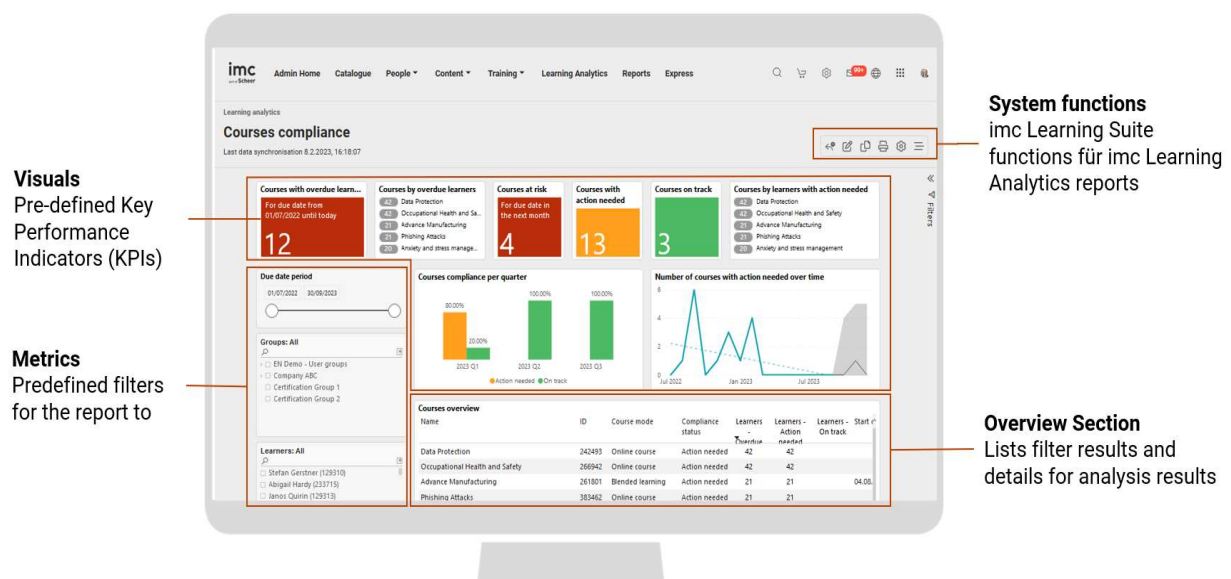 imc
part of Scheer
Admin Home Catalogue People Content Training Learning Analytics Reports Express
99+
Learning analytics
Courses compliance
Last data synchronisation 8.2.2023, 16:18:07
System functions
imc Learning Suite
functions für imc Learning
Analytics reports
Visuals
Pre-defined Key
Performance
Indicators (KPIs)
Courses with overdue learn...
For due date from
01/07/2022 until today
12
Courses by overdue learners
42 Data Protection
42 Occupational Health and Sa...
21 Advance Manufacturing
21 Phishing Attacks
20 Anxiety and stress manage...
Courses at risk
For due date in
the next month
4
Courses with
action needed
13
Courses on track
3
Courses by learners with action needed
42 Data Protection
42 Occupational Health and Safety
21 Advance Manufacturing
21 Phishing Attacks
20 Anxiety and stress management
Filters
Metrics
Predefined filters
for the report to
Due date period
01/07/2022 30/09/2023
Groups: All
EN Demo - User groups
Company ABC
Certification Group 1
Certification Group 2
Learners: All
Stefan Gerstner (129310)
Abigail Hardy (233715)
Janos Quirin (129313)
Courses compliance per quarter
80.00%
20.00%
100.00%
100.00%
2023 Q1 2023 Q2 2023 Q3
Action needed On track
Number of courses with action needed over time
6
4
2
0
Jul 2022 Jan 2023 Jul 2023
Overview Section
Lists filter results and
details for analysis results
Courses overview
Name ID Course mode Compliance status Learners - Overdue Learners - Action needed Learners - On track Start
Data Protection 242493 Online course Action needed 42 42
Occupational Health and Safety 266942 Online course Action needed 42 42
Advance Manufacturing 261801 Blended learning Action needed 21 21 04.08.
Phishing Attacks 383462 Online course Action needed 21 21